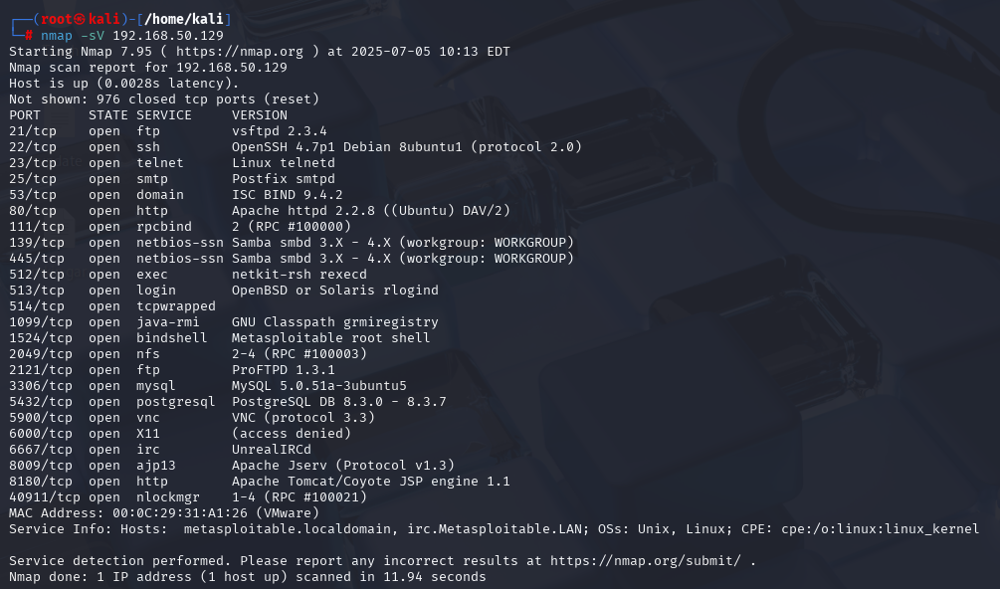 ┌──(root㉿kali)-[/home/kali]
└─# nmap -sV 192.168.50.129
Starting Nmap 7.95 ( https://nmap.org ) at 2025-07-05 10:13 EDT
Nmap scan report for 192.168.50.129
Host is up (0.0028s latency).
Not shown: 976 closed tcp ports (reset)
PORT      STATE SERVICE     VERSION
21/tcp    open  ftp         vsftpd 2.3.4
22/tcp    open  ssh         OpenSSH 4.7p1 Debian 8ubuntu1 (protocol 2.0)
23/tcp    open  telnet      Linux telnetd
25/tcp    open  smtp        Postfix smtpd
53/tcp    open  domain      ISC BIND 9.4.2
80/tcp    open  http        Apache httpd 2.2.8 ((Ubuntu) DAV/2)
111/tcp   open  rpcbind     2 (RPC #100000)
139/tcp   open  netbios-ssn Samba smbd 3.X - 4.X (workgroup: WORKGROUP)
445/tcp   open  netbios-ssn Samba smbd 3.X - 4.X (workgroup: WORKGROUP)
512/tcp   open  exec        netkit-rsh rexecd
513/tcp   open  login       OpenBSD or Solaris rlogind
514/tcp   open  tcpwrapped
1099/tcp  open  java-rmi    GNU Classpath grmiregistry
1524/tcp  open  bindshell   Metasploitable root shell
2049/tcp  open  nfs         2-4 (RPC #100003)
2121/tcp  open  ftp         ProFTPD 1.3.1
3306/tcp  open  mysql       MySQL 5.0.51a-3ubuntu5
5432/tcp  open  postgresql  PostgreSQL DB 8.3.0 - 8.3.7
5900/tcp  open  vnc         VNC (protocol 3.3)
6000/tcp  open  X11         (access denied)
6667/tcp  open  irc         UnrealIRCd
8009/tcp  open  ajp13       Apache Jserv (Protocol v1.3)
8180/tcp  open  http        Apache Tomcat/Coyote JSP engine 1.1
40911/tcp open  nlockmgr    1-4 (RPC #100021)
MAC Address: 00:0C:29:31:A1:26 (VMware)
Service Info: Hosts:  metasploitable.localdomain, irc.Metasploitable.LAN; OSs: Unix, Linux; CPE: cpe:/o:linux:linux_kernel

Service detection performed. Please report any incorrect results at https://nmap.org/submit/ .
Nmap done: 1 IP address (1 host up) scanned in 11.94 seconds